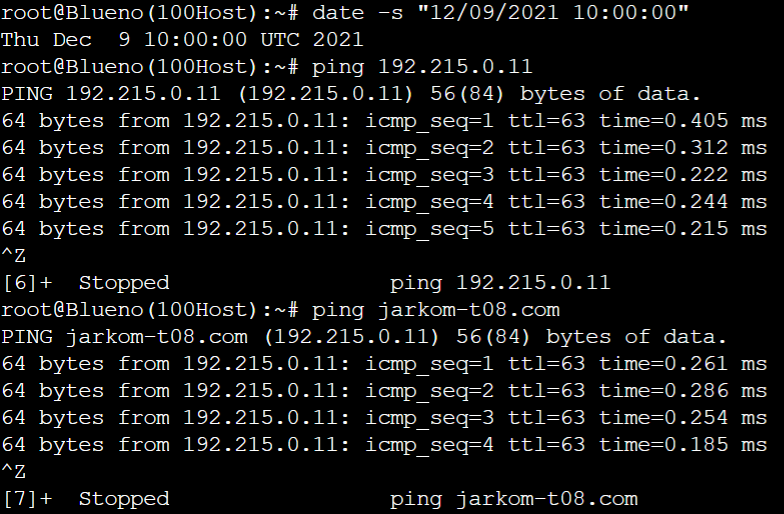 root@Blueno(100Host):~# date -s "12/09/2021 10:00:00"
Thu Dec  9 10:00:00 UTC 2021
root@Blueno(100Host):~# ping 192.215.0.11
PING 192.215.0.11 (192.215.0.11) 56(84) bytes of data.
64 bytes from 192.215.0.11: icmp_seq=1 ttl=63 time=0.405 ms
64 bytes from 192.215.0.11: icmp_seq=2 ttl=63 time=0.312 ms
64 bytes from 192.215.0.11: icmp_seq=3 ttl=63 time=0.222 ms
64 bytes from 192.215.0.11: icmp_seq=4 ttl=63 time=0.244 ms
64 bytes from 192.215.0.11: icmp_seq=5 ttl=63 time=0.215 ms
^Z
[6]+  Stopped                 ping 192.215.0.11
root@Blueno(100Host):~# ping jarkom-t08.com
PING jarkom-t08.com (192.215.0.11) 56(84) bytes of data.
64 bytes from 192.215.0.11: icmp_seq=1 ttl=63 time=0.261 ms
64 bytes from 192.215.0.11: icmp_seq=2 ttl=63 time=0.286 ms
64 bytes from 192.215.0.11: icmp_seq=3 ttl=63 time=0.254 ms
64 bytes from 192.215.0.11: icmp_seq=4 ttl=63 time=0.185 ms
^Z
[7]+  Stopped                 ping jarkom-t08.com